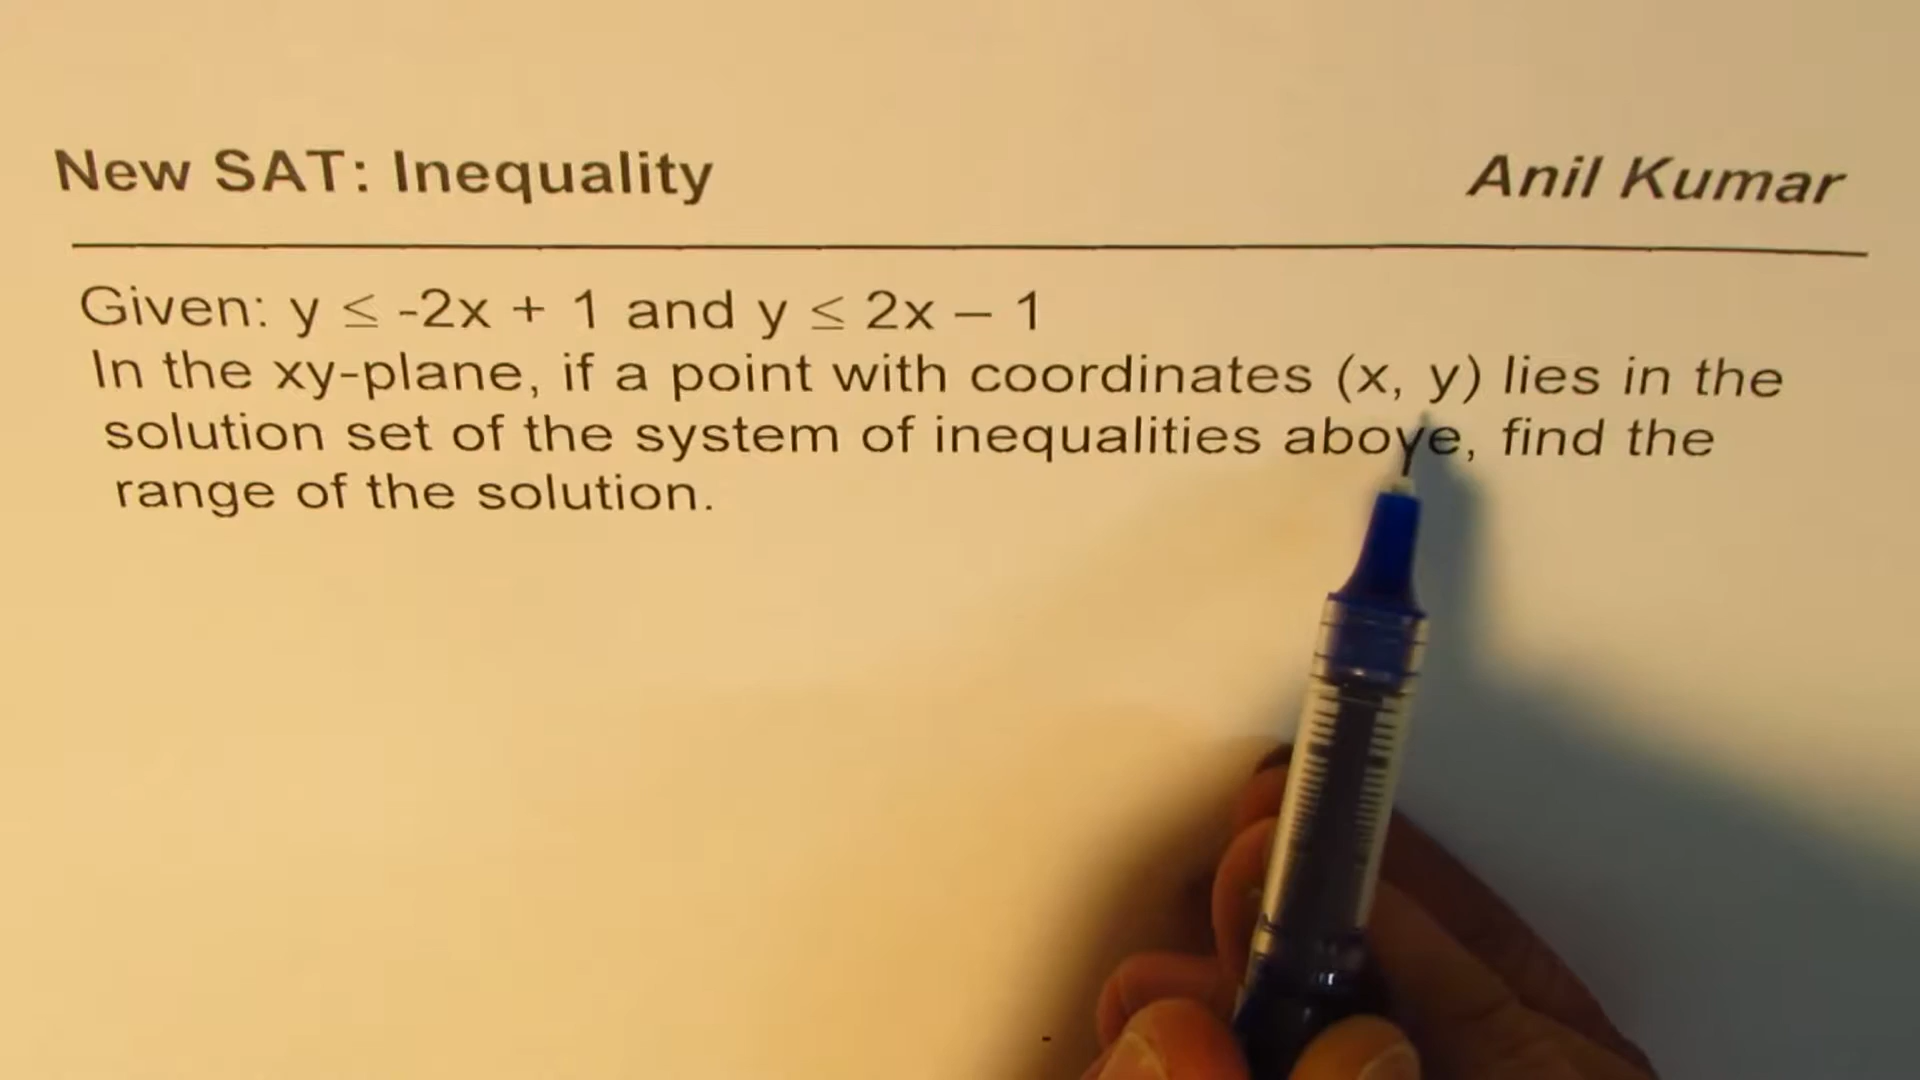 New SAT: Inequality
Anil Kumar
Given: y ≤ -2x + 1 and y ≤ 2x – 1
In the xy-plane, if a point with coordinates (x, y) lies in the
solution set of the system of inequalities above, find the
range of the solution.